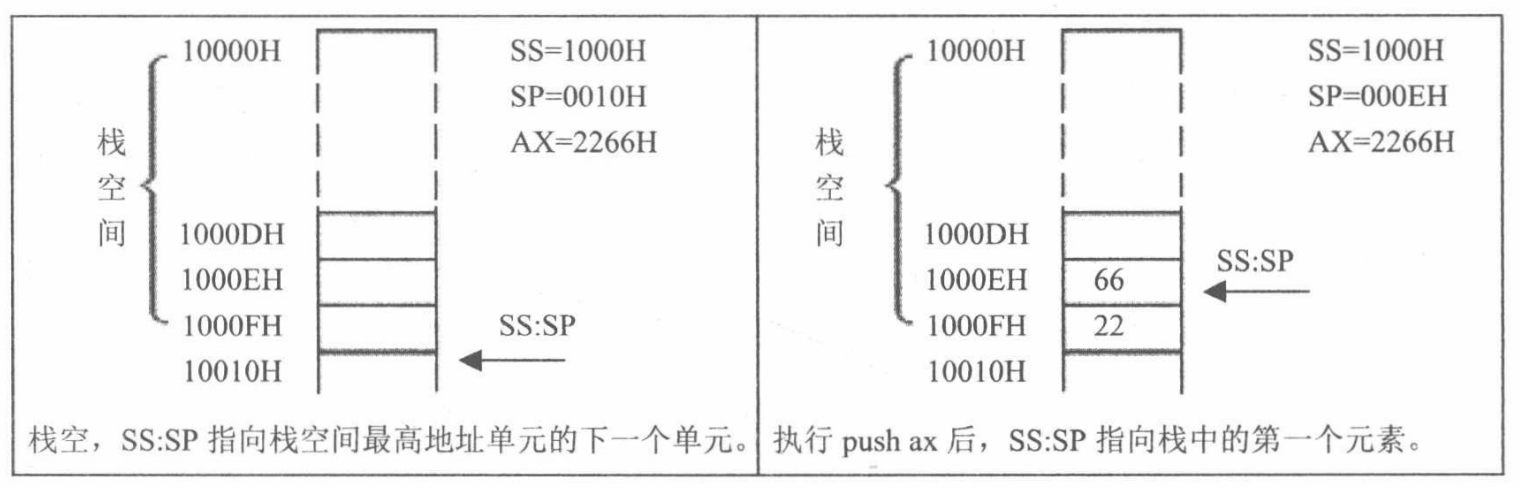 10000H
SS=1000H
SP=0010H
AX=2266H
栈
空
间
1000DH
1000EH
1000FH
SS:SP
10010H
栈空，SS:SP 指向栈空间最高地址单元的下一个单元。
10000H
SS=1000H
SP=000EH
AX=2266H
栈
空
间
1000DH
SS:SP
1000EH 66
1000FH 22
10010H
执行 push ax 后，SS:SP 指向栈中的第一个元素。